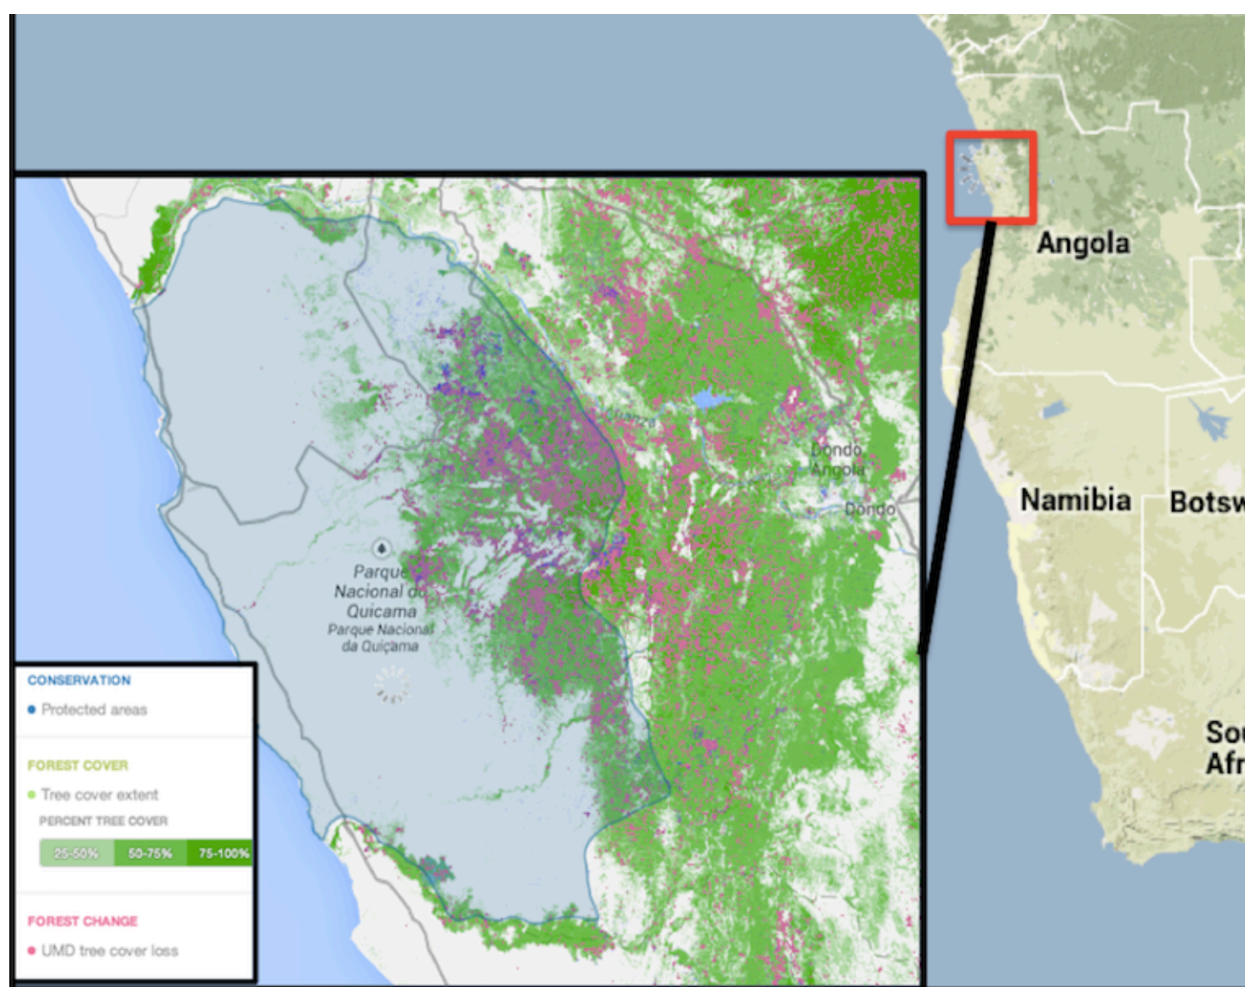 Angola
Namibia
Botsw
Sou
Afr
Dondo
Angola
Dondo
Parque
Nacional do
Quicama
Parque Nacional
da Quiçama
CONSERVATION
Protected areas
FOREST COVER
Tree cover extent
PERCENT TREE COVER
25-50% 50-75% 75-100%
FOREST CHANGE
UMD tree cover loss